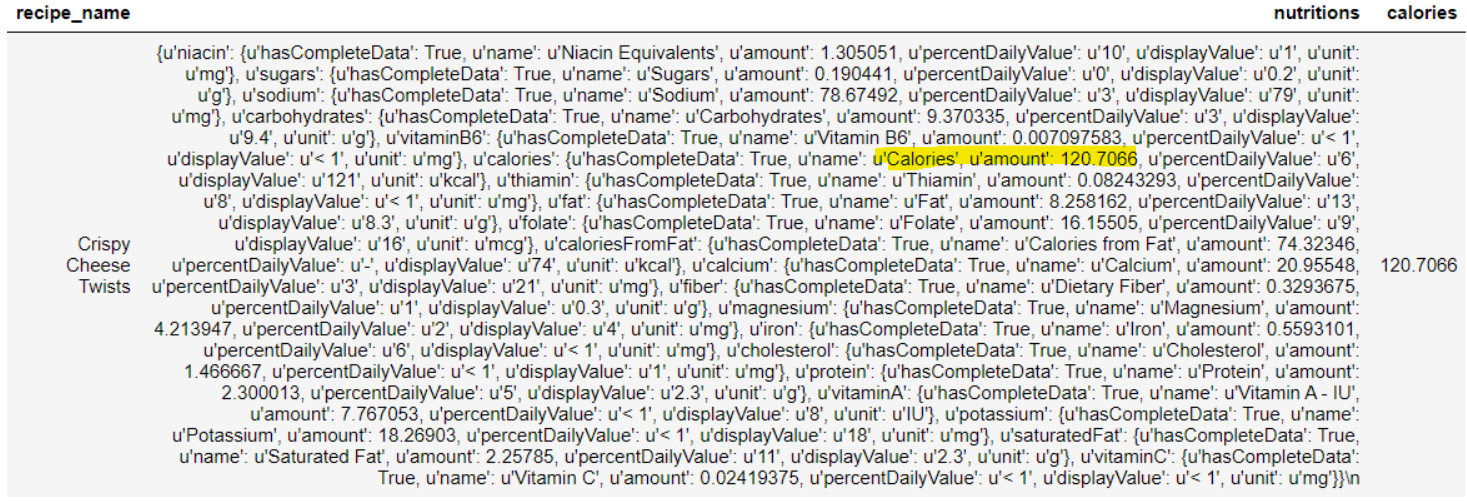 recipe_name nutritions calories
{u'niacin': {u'hasCompleteData': True, u'name': u'Niacin Equivalents', u'amount': 1.305051, u'percentDailyValue': u'10', u'displayValue': u'1', u'unit':
u'mg'}, u'sugars': {u'hasCompleteData': True, u'name': u'Sugars', u'amount': 0.190441, u'percentDailyValue': u'0', u'displayValue': u'0.2', u'unit':
u'g'}, u'sodium': {u'hasCompleteData': True, u'name': u'Sodium', u'amount': 78.67492, u'percentDailyValue': u'3', u'displayValue': u'79', u'unit':
u'mg'}, u'carbohydrates': {u'hasCompleteData': True, u'name': u'Carbohydrates', u'amount': 9.370335, u'percentDailyValue': u'3', u'displayValue':
u'9.4', u'unit': u'g'}, u'vitaminB6': {u'hasCompleteData': True, u'name': u'Vitamin B6', u'amount': 0.007097583, u'percentDailyValue': u'< 1',
u'displayValue': u'< 1', u'unit': u'mg'}, u'calories': {u'hasCompleteData': True, u'name': u'Calories', u'amount': 120.7066, u'percentDailyValue': u'6',
u'displayValue': u'121', u'unit': u'kcal'}, u'thiamin': {u'hasCompleteData': True, u'name': u'Thiamin', u'amount': 0.08243293, u'percentDailyValue':
u'8', u'displayValue': u'< 1', u'unit': u'mg'}, u'fat': {u'hasCompleteData': True, u'name': u'Fat', u'amount': 8.258162, u'percentDailyValue': u'13',
u'displayValue': u'8.3', u'unit': u'g'}, u'folate': {u'hasCompleteData': True, u'name': u'Folate', u'amount': 16.15505, u'percentDailyValue': u'9',
Crispy u'displayValue': u'16', u'unit': u'mcg'}, u'caloriesFromFat': {u'hasCompleteData': True, u'name': u'Calories from Fat', u'amount': 74.32346,
Cheese u'percentDailyValue': u'-', u'displayValue': u'74', u'unit': u'kcal'}, u'calcium': {u'hasCompleteData': True, u'name': u'Calcium', u'amount': 20.95548, 120.7066
Twists u'percentDailyValue': u'3', u'displayValue': u'21', u'unit': u'mg'}, u'fiber': {u'hasCompleteData': True, u'name': u'Dietary Fiber', u'amount': 0.3293675,
u'percentDailyValue': u'1', u'displayValue': u'0.3', u'unit': u'g'}, u'magnesium': {u'hasCompleteData': True, u'name': u'Magnesium', u'amount':
4.213947, u'percentDailyValue': u'2', u'displayValue': u'4', u'unit': u'mg'}, u'iron': {u'hasCompleteData': True, u'name': u'Iron', u'amount': 0.5593101,
u'percentDailyValue': u'6', u'displayValue': u'< 1', u'unit': u'mg'}, u'cholesterol': {u'hasCompleteData': True, u'name': u'Cholesterol', u'amount':
1.466667, u'percentDailyValue': u'< 1', u'displayValue': u'1', u'unit': u'mg'}, u'protein': {u'hasCompleteData': True, u'name': u'Protein', u'amount':
2.300013, u'percentDailyValue': u'5', u'displayValue': u'2.3', u'unit': u'g'}, u'vitaminA': {u'hasCompleteData': True, u'name': u'Vitamin A - IU',
u'amount': 7.767053, u'percentDailyValue': u'< 1', u'displayValue': u'8', u'unit': u'IU'}, u'potassium': {u'hasCompleteData': True, u'name':
u'Potassium', u'amount': 18.26903, u'percentDailyValue': u'< 1', u'displayValue': u'18', u'unit': u'mg'}, u'saturatedFat': {u'hasCompleteData': True,
u'name': u'Saturated Fat', u'amount': 2.25785, u'percentDailyValue': u'11', u'displayValue': u'2.3', u'unit': u'g'}, u'vitaminC': {u'hasCompleteData':
True, u'name': u'Vitamin C', u'amount': 0.02419375, u'percentDailyValue': u'< 1', u'displayValue': u'< 1', u'unit': u'mg'}}\n